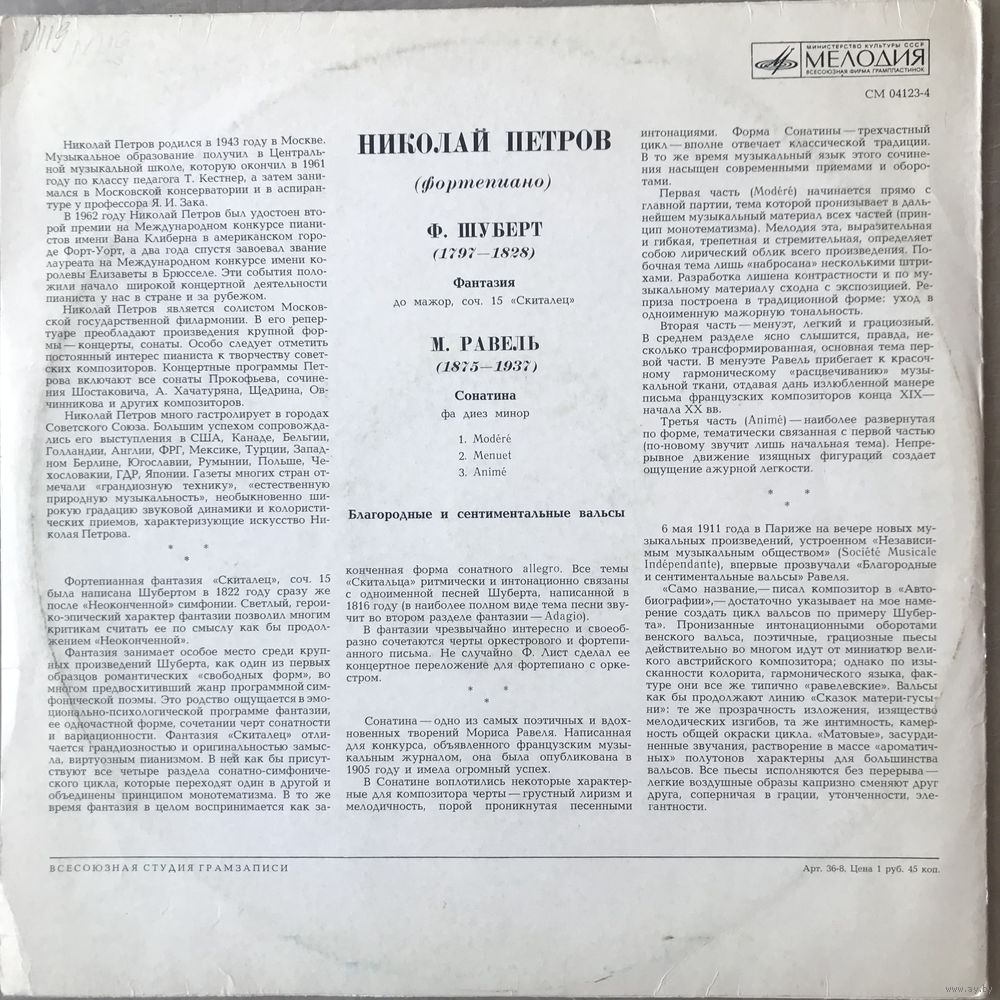 №119
МИНИСТЕРСТВО КУЛЬТУРЫ СССР
МЕЛОДИЯ
ВСЕСОЮЗНАЯ ФИРМА ГРАМПЛАСТИНОК
СМ 04123-4
Николай Петров родился в 1943 году в Москве.
Музыкальное образование получил в Централь-
ной музыкальной школе, которую окончил в 1961
году по классу педагога Т. Кестнер, а затем зани-
мался в Московской консерватории и в аспиран-
туре у профессора Я. И. Зака.
В 1962 году Николай Петров был удостоен вто-
рой премии на Международном конкурсе пиани-
стов имени Вана Клиберна в американском горо-
де Форт-Уорт, а два года спустя завоевал звание
лауреата на Международном конкурсе имени ко-
ролевы Елизаветы в Брюсселе. Эти события поло-
жили начало широкой концертной деятельности
пианиста у нас в стране и за рубежом.
Николай Петров является солистом Москов-
ской государственной филармонии. В его репер-
туаре преобладают произведения крупной фор-
мы — концерты, сонаты. Особо следует отметить
постоянный интерес пианиста к творчеству совет-
ских композиторов. Концертные программы Пет-
рова включают все сонаты Прокофьева, сочине-
ния Шостаковича, А. Хачатуряна, Щедрина, Ов-
чинникова и других композиторов.
Николай Петров много гастролирует в городах
Советского Союза. Большим успехом сопровожда-
лись его выступления в США, Канаде, Бельгии,
Голландии, Англии, ФРГ, Мексике, Турции, Запад-
ном Берлине, Югославии, Румынии, Польше, Че-
хословакии, ГДР, Японии. Газеты многих стран от-
мечали «грандиозную технику», «естественную
природную музыкальность», необыкновенно ши-
рокую градацию звуковой динамики и колористи-
ческих приемов, характеризующие искусство Ни-
колая Петрова.
* *
*
Фортепианная фантазия «Скиталец», соч. 15
была написана Шубертом в 1822 году сразу же
после «Неоконченной» симфонии. Светлый, герои-
ко-эпический характер фантазии позволил многим
критикам считать ее по смыслу как бы продол-
жением «Неоконченной».
Фантазия занимает особое место среди круп-
ных произведений Шуберта, как один из первых
образцов романтических «свободных форм», во
многом предвосхитивший жанр программной сим-
фонической поэмы. Это родство ощущается в эмо-
ционально-психологической программе фантазии,
ее одночастной форме, сочетании черт сонатности
и вариационности. Фантазия «Скиталец» отли-
чается грандиозностью и оригинальностью замыс-
ла, виртуозным пианизмом. В ней как бы присут-
ствуют все четыре раздела сонатно-симфониче-
ского цикла, которые переходят один в другой и
объединены принципом монотематизма. В то же
время фантазия в целом воспринимается как за-
НИКОЛАЙ ПЕТРОВ
(фортепиано)
Ф. ШУБЕРТ
(1797—1828)
Фантазия
до мажор, соч. 15 «Скиталец»
М. РАВЕЛЬ
(1875—1937)
Сонатина
фа диез минор
1. Modéré
2. Menuet
3. Animé
Благородные и сентиментальные вальсы
конченная форма сонатного allegro. Все темы
«Скитальца» ритмически и интонационно связаны
с одноименной песней Шуберта, написанной в
1816 году (в наиболее полном виде тема песни зву-
чит во втором разделе фантазии — Adagio).
В фантазии чрезвычайно интересно и своеоб-
разно сочетаются черты оркестрового и фортепи-
анного письма. Не случайно Ф. Лист сделал ее
концертное переложение для фортепиано с орке-
стром.
* *
*
Сонатина — одно из самых поэтичных и вдох-
новенных творений Мориса Равеля. Написанная
для конкурса, объявленного французским музы-
кальным журналом, она была опубликована в
1905 году и имела огромный успех.
В Сонатине воплотились некоторые характер-
ные для композитора черты — грустный лиризм и
мелодичность, порой проникнутая песенными
интонациями. Форма Сонатины — трехчастный
цикл — вполне отвечает классической традиции.
В то же время музыкальный язык этого сочине-
ния насыщен современными приемами и оборо-
тами.
Первая часть (Modéré) начинается прямо с
главной партии, тема которой пронизывает в даль-
нейшем музыкальный материал всех частей (прин-
цип монотематизма). Мелодия эта, выразительная
и гибкая, трепетная и стремительная, определяет
собою лирический облик всего произведения. По-
бочная тема лишь «набросана» несколькими штри-
хами. Разработка лишена контрастности и по му-
зыкальному материалу сходна с экспозицией. Ре-
приза построена в традиционной форме: уход в
одноименную мажорную тональность.
Вторая часть — менуэт, легкий и грациозный.
В среднем разделе ясно слышится, правда, не-
сколько трансформированная, основная тема пер-
вой части. В менуэте Равель прибегает к красоч-
ному гармоническому «расцвечиванию» музы-
кальной ткани, отдавая дань излюбленной манере
письма французских композиторов конца XIX—
начала XX вв.
Третья часть (Animé) — наиболее развернутая
по форме, тематически связанная с первой частью
(по-новому звучит лишь начальная тема). Непре-
рывное движение изящных фигураций создает
ощущение ажурной легкости.
* *
*
6 мая 1911 года в Париже на вечере новых му-
зыкальных произведений, устроенном «Независи-
мым музыкальным обществом» (Société Musicale
Indépendante), впервые прозвучали «Благородные
и сентиментальные вальсы» Равеля.
«Само название,— писал композитор в «Авто-
биографии»,— достаточно указывает на мое наме-
рение создать цикл вальсов по примеру Шубер-
та». Пронизанные интонационными оборотами
венского вальса, поэтичные, грациозные пьесы
действительно во многом идут от миниатюр вели-
кого австрийского композитора; однако по изы-
сканности колорита, гармонического языка, фак-
туре они все же типично «равелевские». Вальсы
как бы продолжают линию «Сказок матери-гусы-
ни»: те же прозрачность изложения, изящество
мелодических изгибов, та же интимность, камер-
ность общей окраски цикла. «Матовые», засурди-
ненные звучания, растворение в массе «ароматич-
ных» полутонов характерны для большинства
вальсов. Все пьесы исполняются без перерыва —
легкие воздушные образы капризно сменяют друг
друга, соперничая в грации, утонченности, эле-
гантности.
ВСЕСОЮЗНАЯ СТУДИЯ ГРАМЗАПИСИ
Арт. 36-8. Цена 1 руб. 45 коп.
www.ay.by